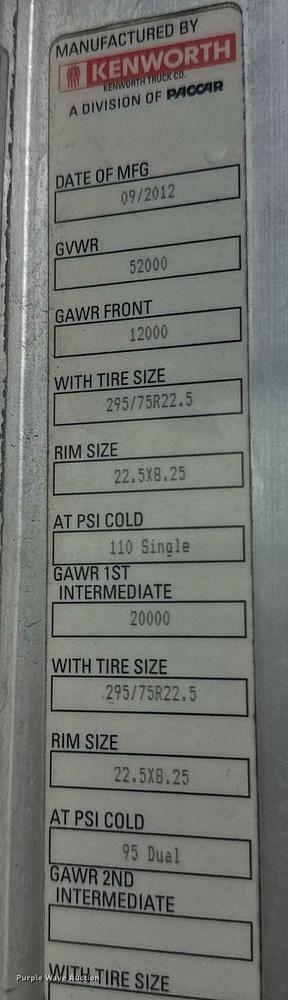 MANUFACTURED BY
KENWORTH
KENWORTH TRUCK CO.
A DIVISION OF PACCAR
DATE OF MFG
09/2012
GVWR
52000
GAWR FRONT
12000
WITH TIRE SIZE
295/75R22.5
RIM SIZE
22.5X8.25
AT PSI COLD
110 Single
GAWR 1ST
INTERMEDIATE
20000
WITH TIRE SIZE
295/75R22.5
RIM SIZE
22.5X8.25
AT PSI COLD
95 Dual
GAWR 2ND
INTERMEDIATE
WITH TIRE SIZE
Purple Wave Auction